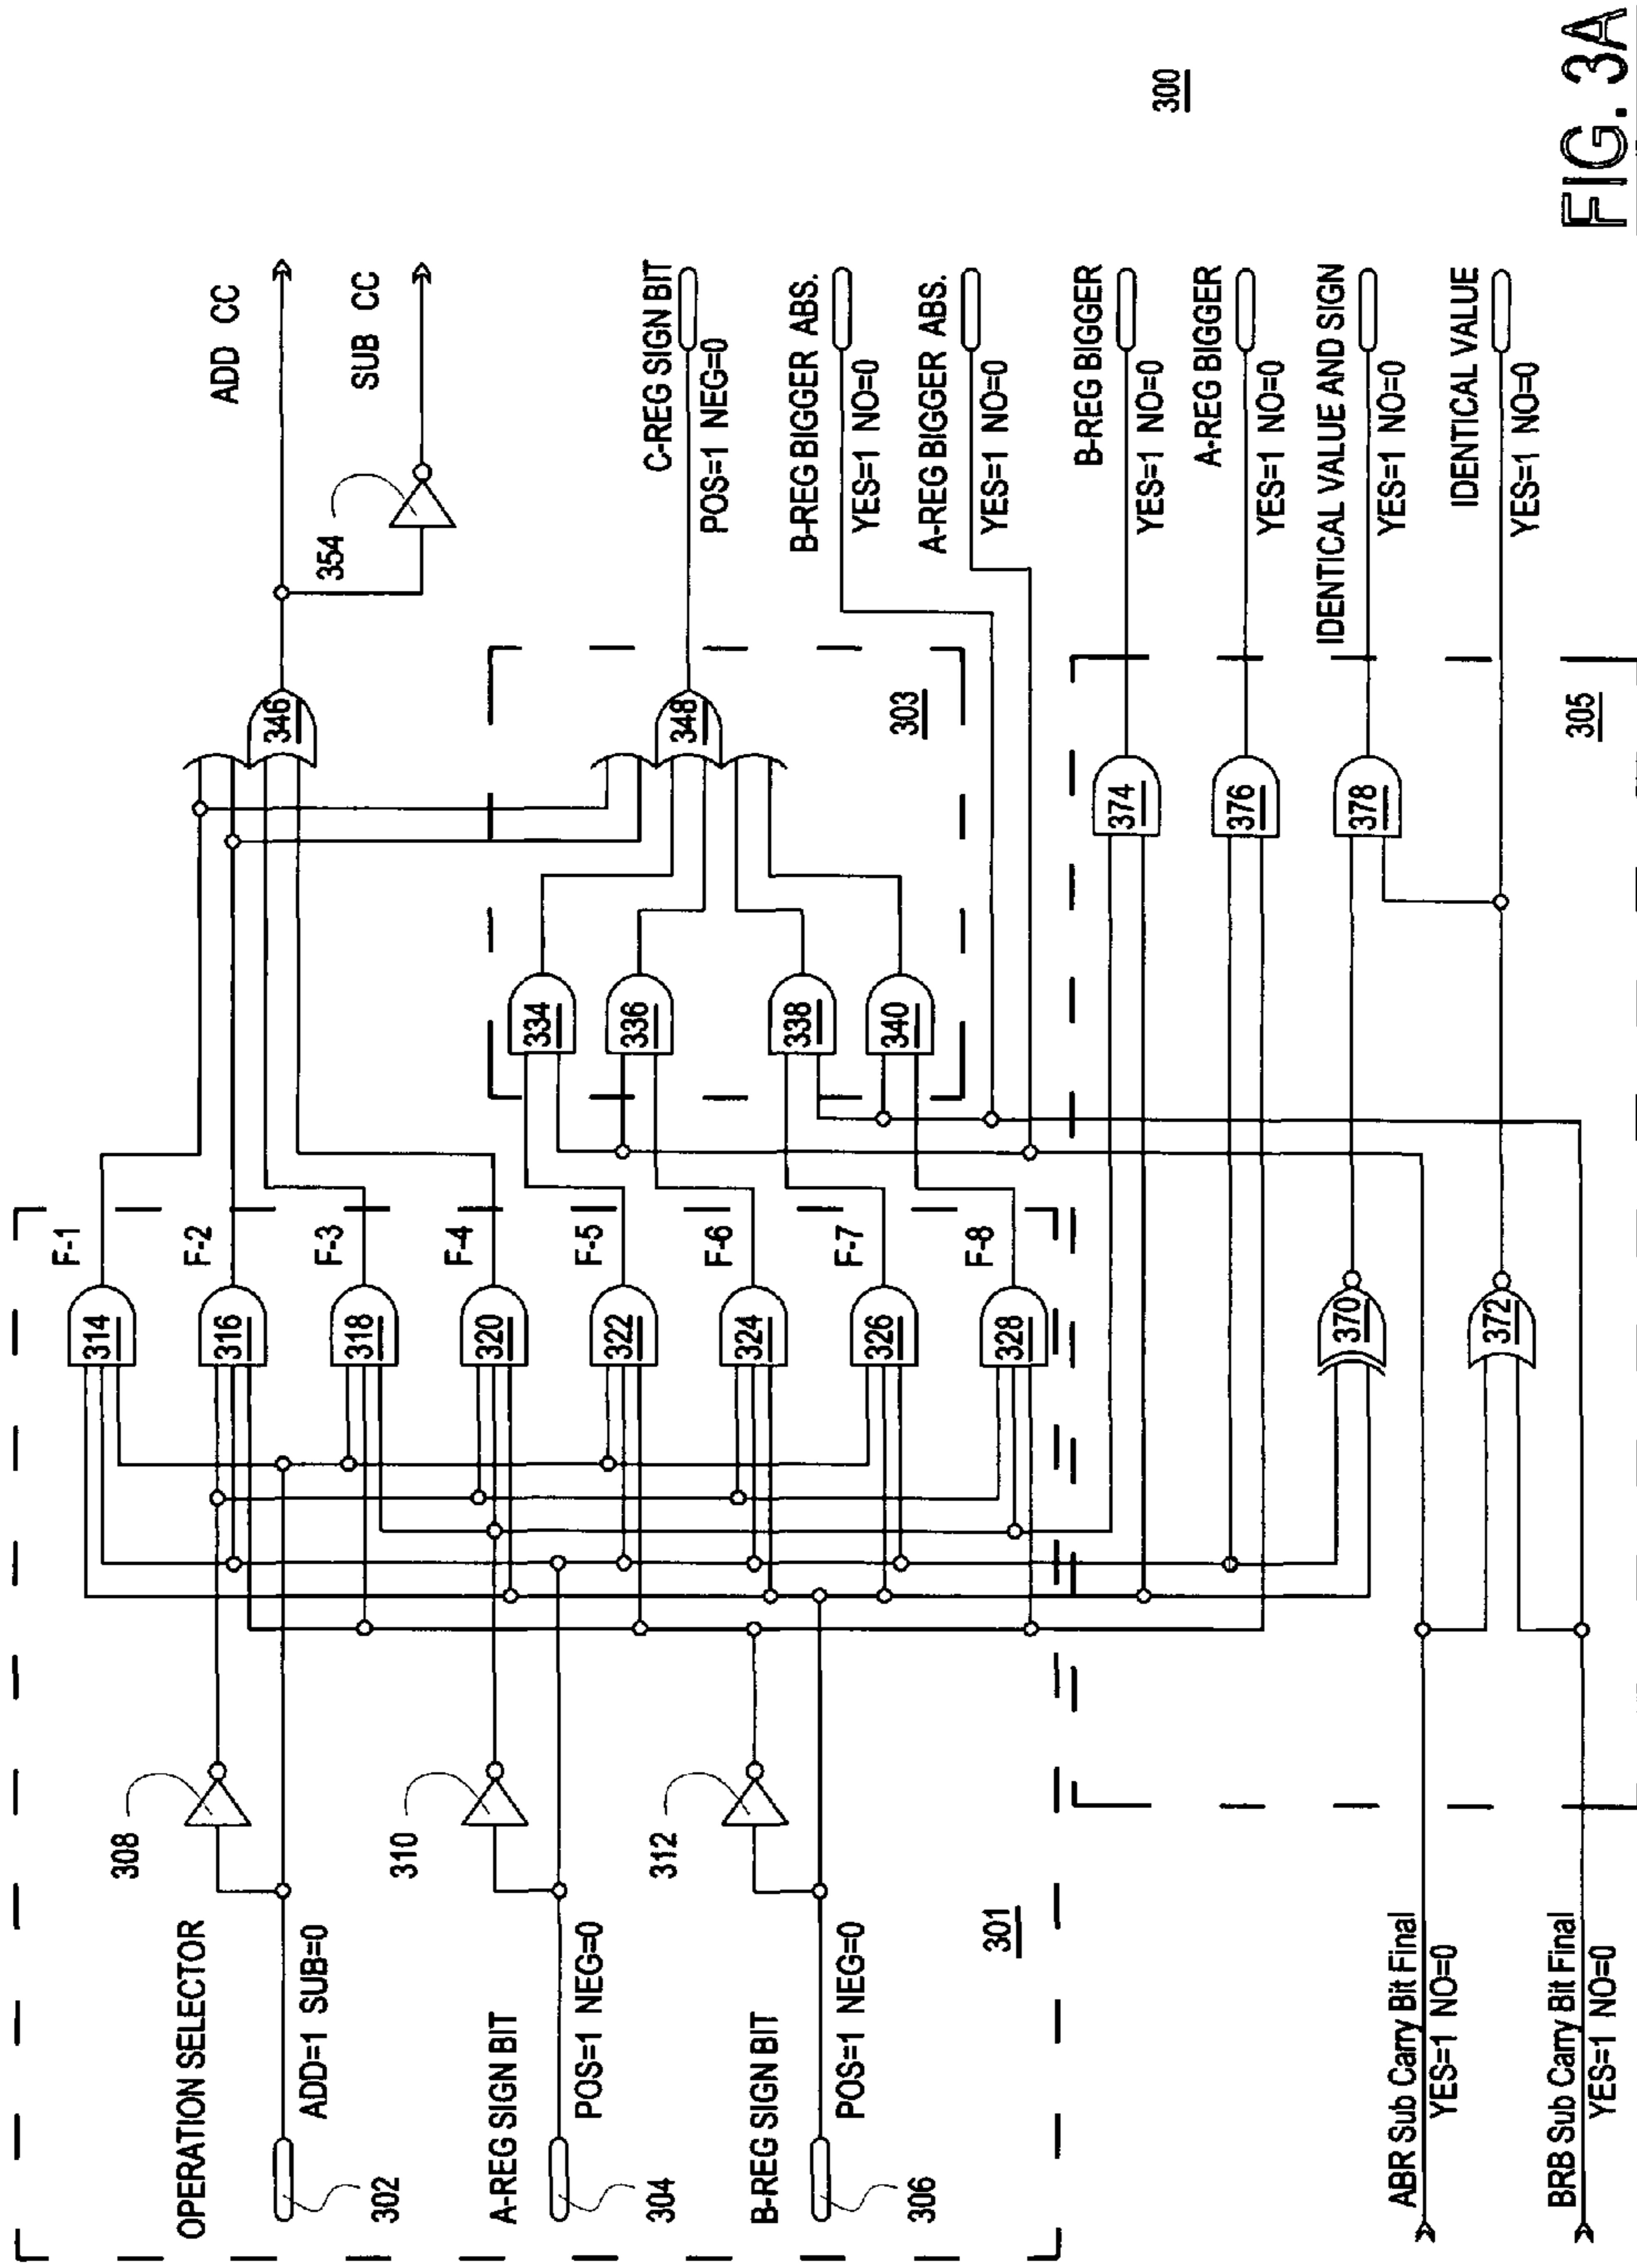 OPERATION SELECTOR
ADD=1 SUB=0
302
308
A-REG SIGN BIT
POS=1 NEG=0
304
310
B-REG SIGN BIT
POS=1 NEG=0
306
312
301
314
F-1
316
F-2
318
F-3
320
F-4
322
F-5
324
F-6
326
F-7
328
F-8
334
336
338
340
346
348
303
354
ADD CC
SUB CC
C-REG SIGN BIT
POS=1 NEG=0
B-REG BIGGER ABS.
YES=1 NO=0
A-REG BIGGER ABS.
YES=1 NO=0
ABR Sub Carry Bit Final
YES=1 NO=0
BRB Sub Carry Bit Final
YES=1 NO=0
370
372
374
376
378
305
B-REG BIGGER
YES=1 NO=0
A-REG BIGGER
YES=1 NO=0
IDENTICAL VALUE AND SIGN
YES=1 NO=0
IDENTICAL VALUE
YES=1 NO=0
300
FIG. 3A